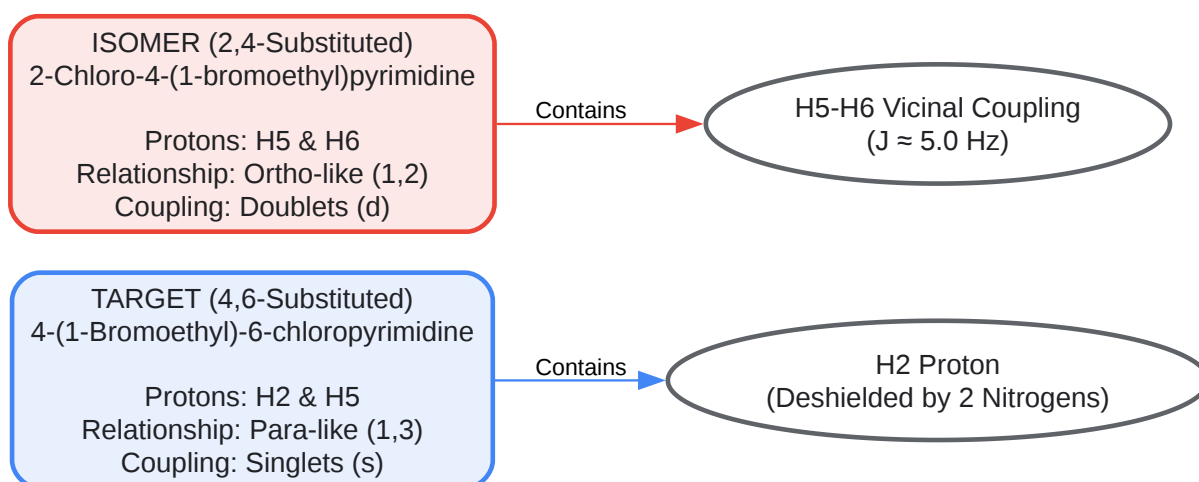 ISOMER (2,4-Substituted)
2-Chloro-4-(1-bromoethyl)pyrimidine
Protons: H5 & H6
Relationship: Ortho-like (1,2)
Coupling: Doublets (d)
Contains
H5-H6 Vicinal Coupling
(J ≈ 5.0 Hz)
TARGET (4,6-Substituted)
4-(1-Bromoethyl)-6-chloropyrimidine
Protons: H2 & H5
Relationship: Para-like (1,3)
Coupling: Singlets (s)
Contains
H2 Proton
(Deshielded by 2 Nitrogens)